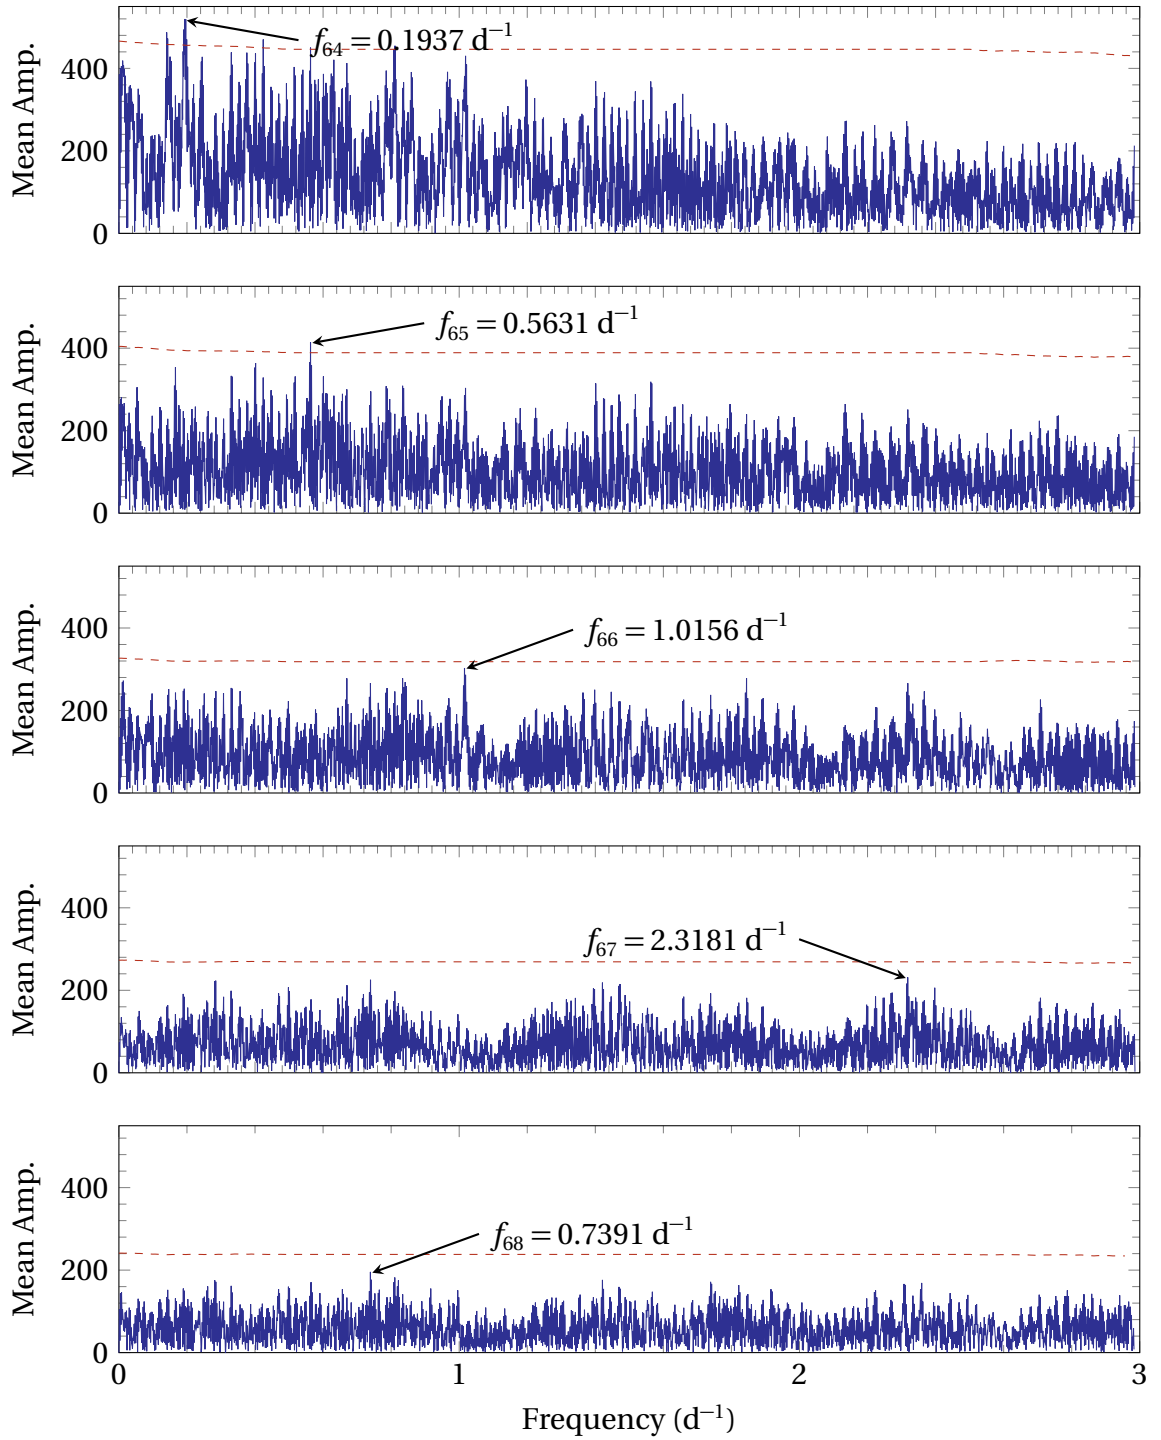 Mean Amp.
400
200
0
f64 = 0.1937 d−1
Mean Amp.
400
200
0
f65 = 0.5631 d−1
Mean Amp.
400
200
0
f66 = 1.0156 d−1
Mean Amp.
400
200
0
f67 = 2.3181 d−1
Mean Amp.
400
200
0
f68 = 0.7391 d−1
0 1 2 3
Frequency (d−1)